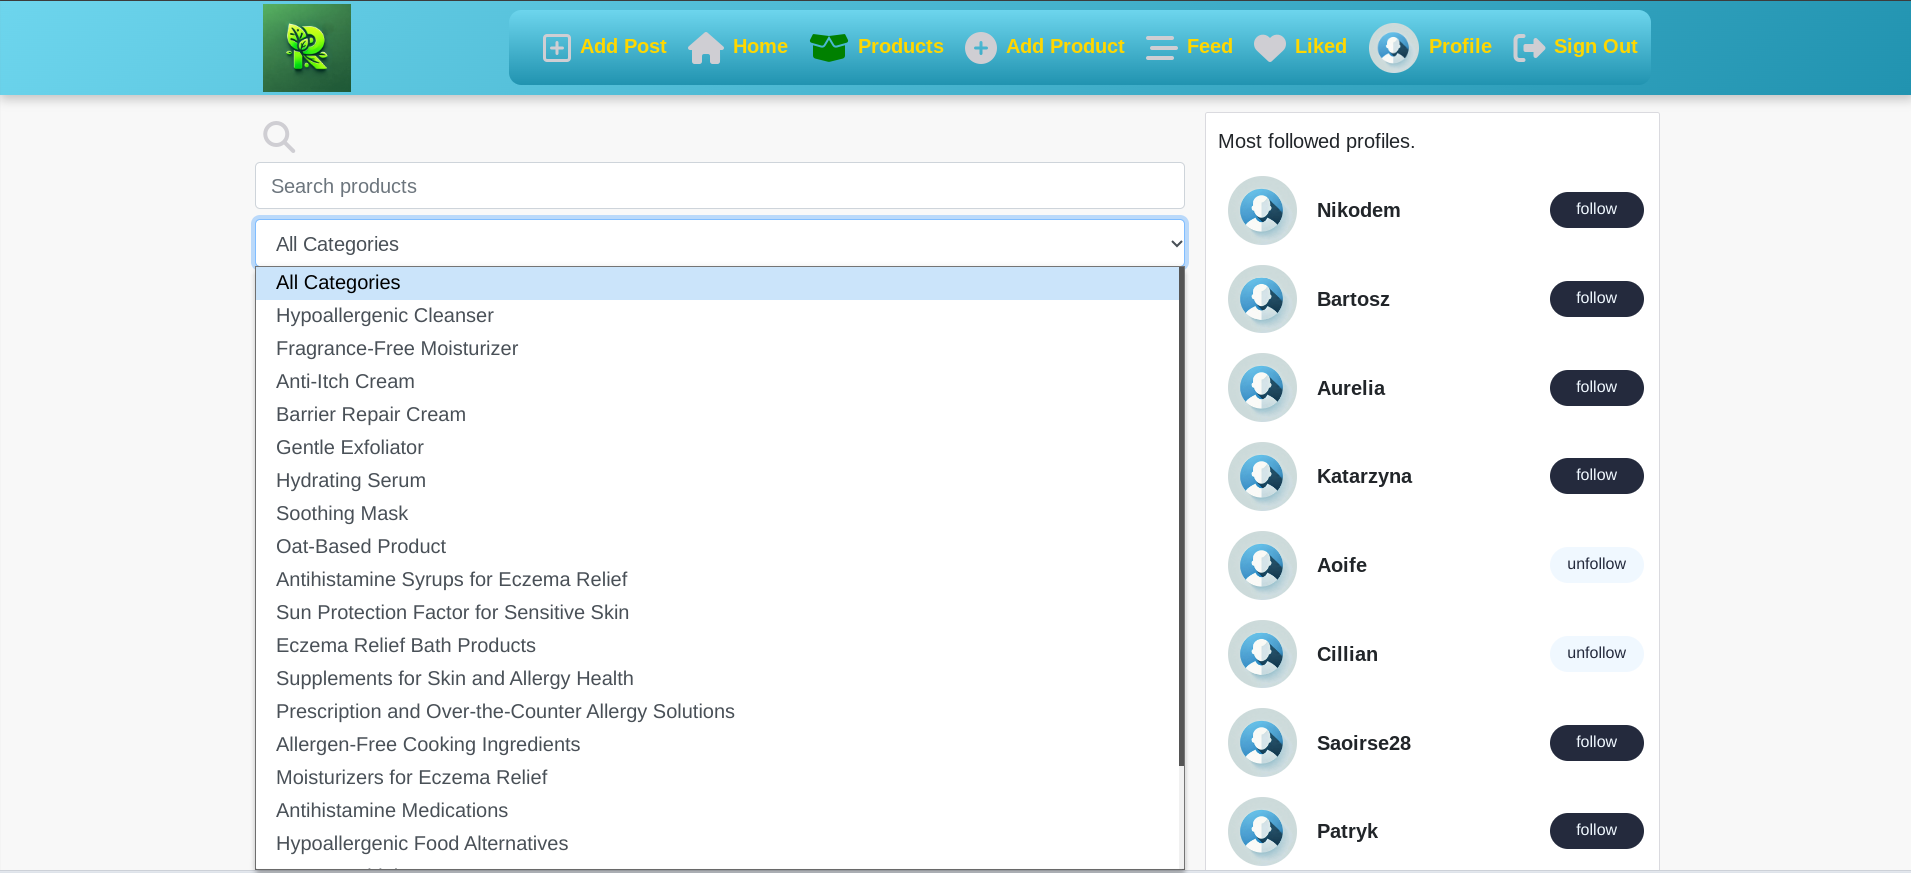 Add Post Home Products Add Product Feed Liked Profile Sign Out
Search products
All Categories
All Categories
Hypoallergenic Cleanser
Fragrance-Free Moisturizer
Anti-Itch Cream
Barrier Repair Cream
Gentle Exfoliator
Hydrating Serum
Soothing Mask
Oat-Based Product
Antihistamine Syrups for Eczema Relief
Sun Protection Factor for Sensitive Skin
Eczema Relief Bath Products
Supplements for Skin and Allergy Health
Prescription and Over-the-Counter Allergy Solutions
Allergen-Free Cooking Ingredients
Moisturizers for Eczema Relief
Antihistamine Medications
Hypoallergenic Food Alternatives
Most followed profiles.
Nikodem follow
Bartosz follow
Aurelia follow
Katarzyna follow
Aoife unfollow
Cillian unfollow
Saoirse28 follow
Patryk follow